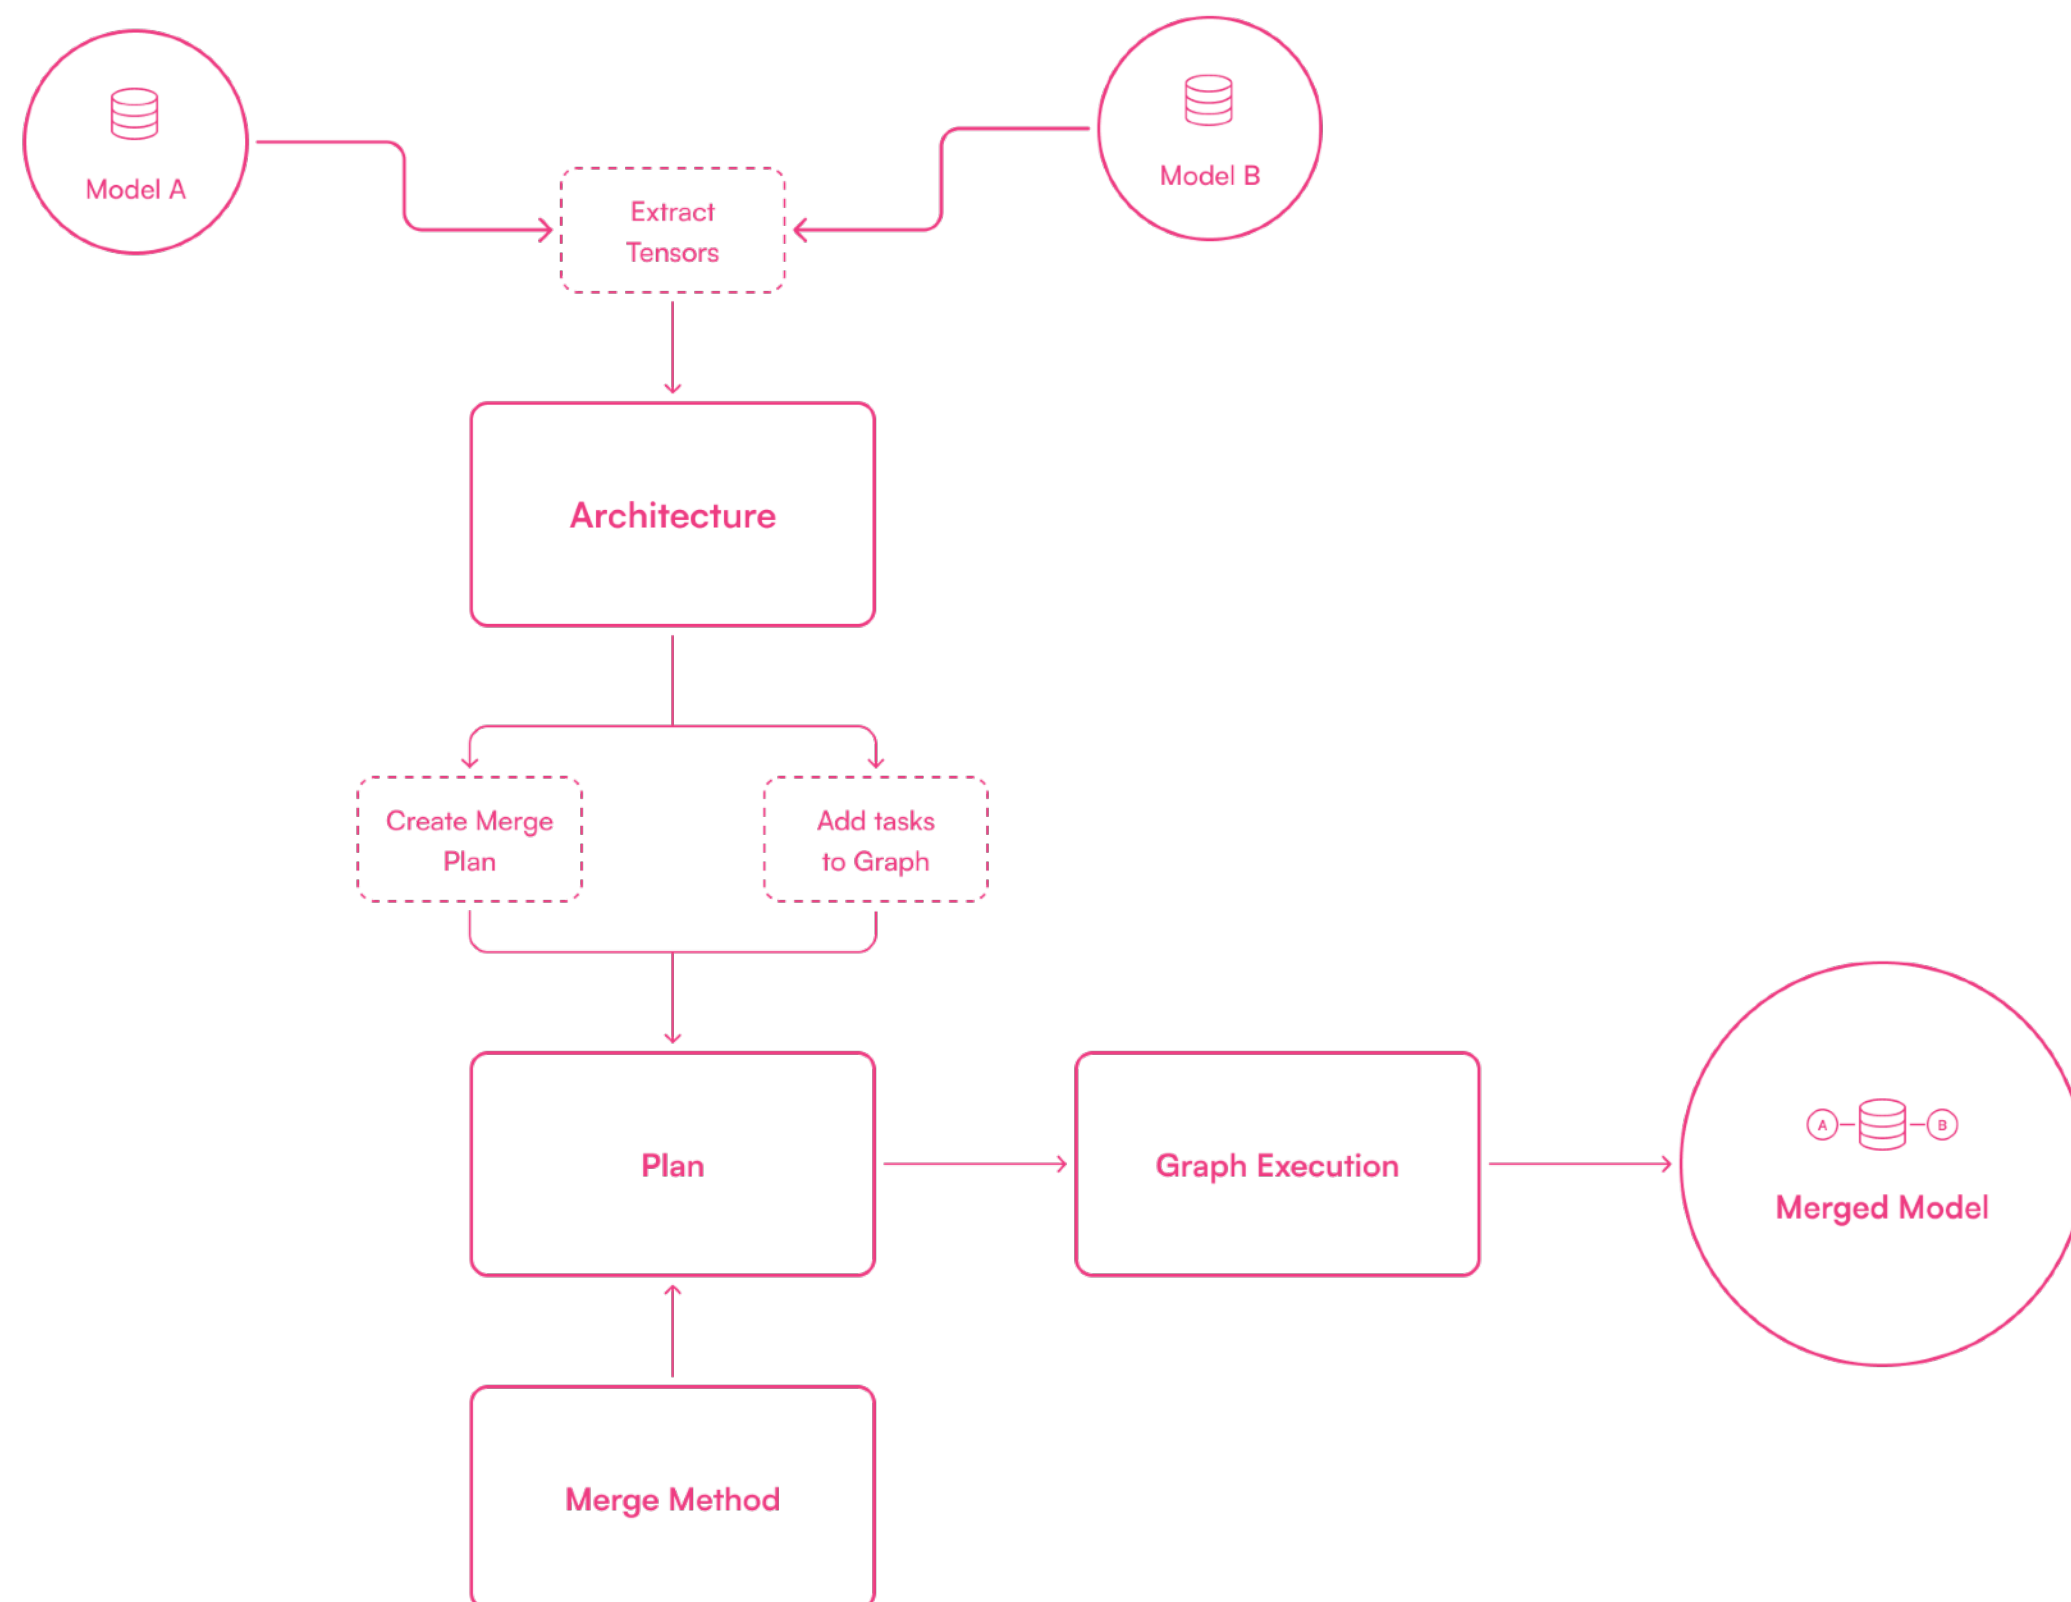 Model A
Model B
Extract
Tensors
Architecture
Create Merge
Plan
Add tasks
to Graph
Plan
Graph Execution
A
B
Merged Model
Merge Method